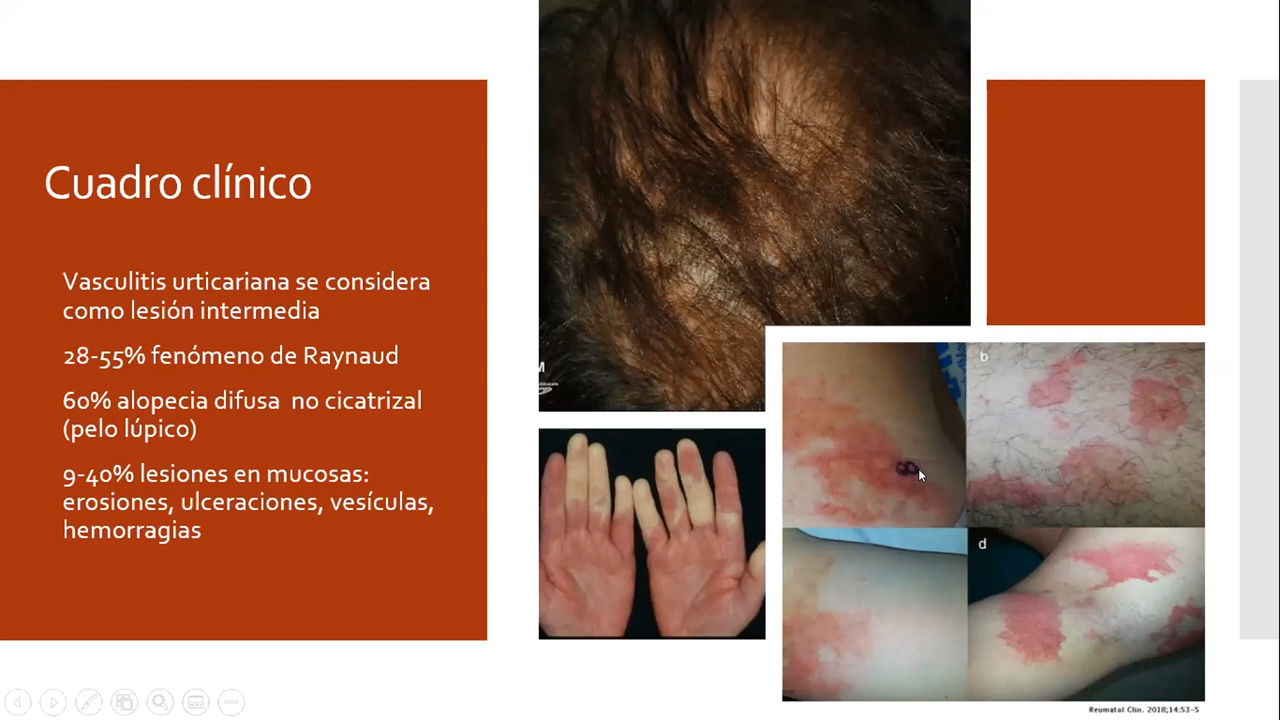 Cuadro clínico
Vasculitis urticariana se considera
como lesión intermedia
28-55% fenómeno de Raynaud
60% alopecia difusa no cicatrizal
(pelo lúpico)
9-40% lesiones en mucosas:
erosiones, ulceraciones, vesículas,
hemorragias
M
b
8
d
Reumatol Clin. 2018;14:53-5